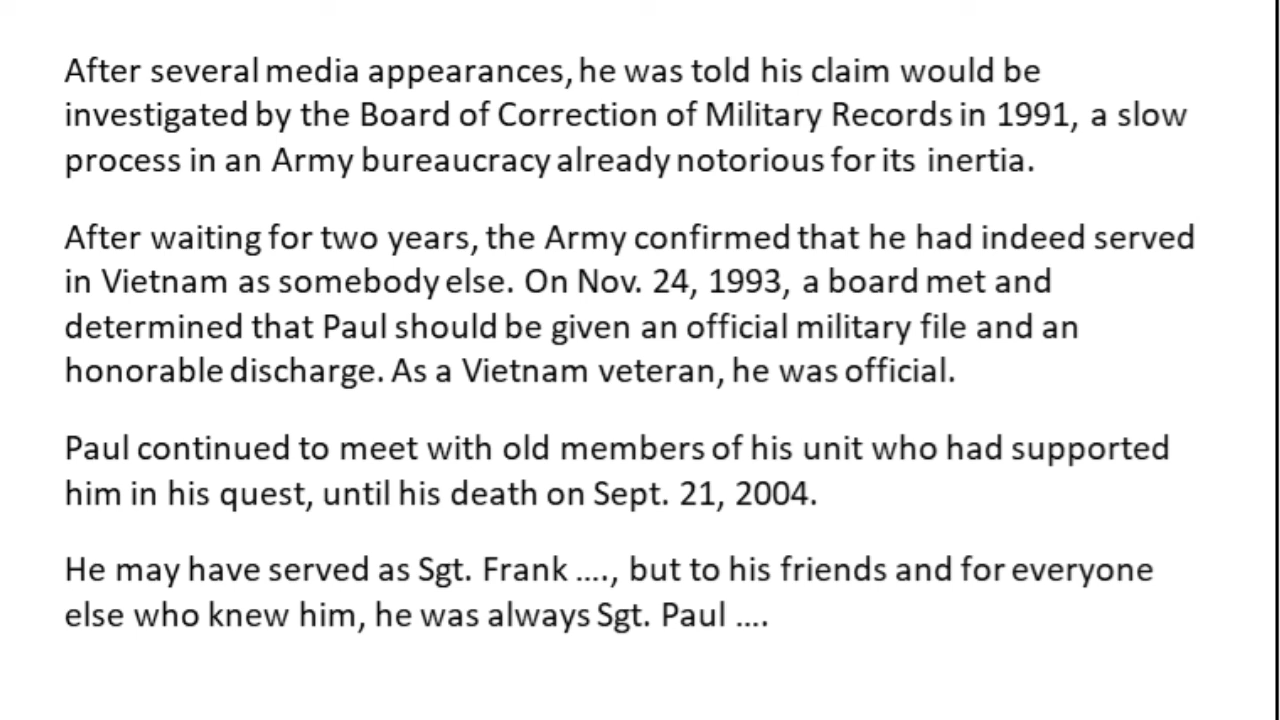 After several media appearances, he was told his claim would be
investigated by the Board of Correction of Military Records in 1991, a slow
process in an Army bureaucracy already notorious for its inertia.
After waiting for two years, the Army confirmed that he had indeed served
in Vietnam as somebody else. On Nov. 24, 1993, a board met and
determined that Paul should be given an official military file and an
honorable discharge. As a Vietnam veteran, he was official.
Paul continued to meet with old members of his unit who had supported
him in his quest, until his death on Sept. 21, 2004.
He may have served as Sgt. Frank ...., but to his friends and for everyone
else who knew him, he was always Sgt. Paul ....